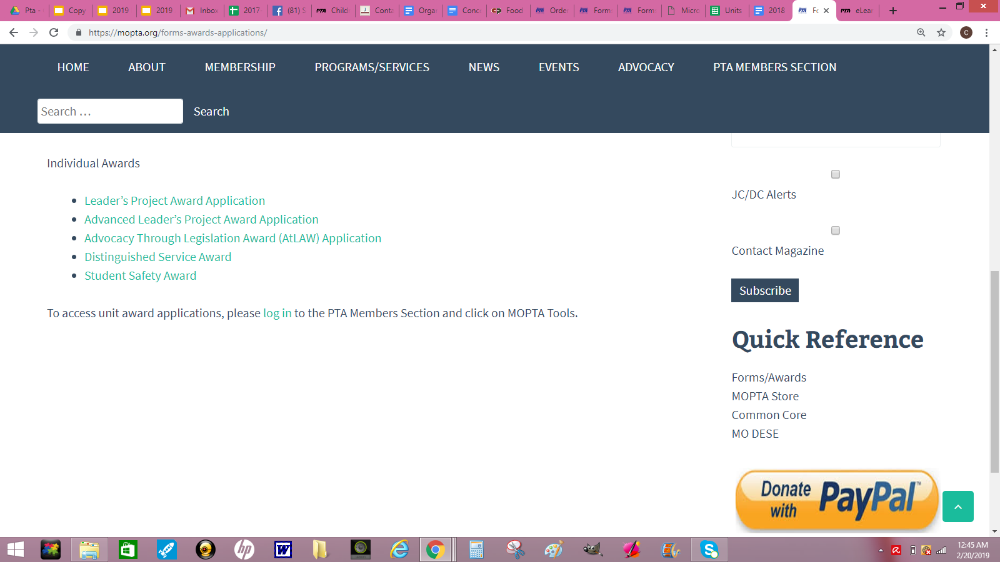 Pta -
Copy
2019
2019
Inbox
2017-
(81) S
PTA Child
Conta
Orga
Conc
Food
Orde
Form
Form
Micro
Units
2018
Fo
PTA eLear
https://mopta.org/forms-awards-applications/
C
HOME ABOUT MEMBERSHIP PROGRAMS/SERVICES NEWS EVENTS ADVOCACY PTA MEMBERS SECTION
Search … Search
Individual Awards
Leader’s Project Award Application
Advanced Leader’s Project Award Application
Advocacy Through Legislation Award (AtLAW) Application
Distinguished Service Award
Student Safety Award
To access unit award applications, please log in to the PTA Members Section and click on MOPTA Tools.
JC/DC Alerts
Contact Magazine
Subscribe
Quick Reference
Forms/Awards
MOPTA Store
Common Core
MO DESE
Donate with PayPal™
hp
W
12:45 AM
2/20/2019